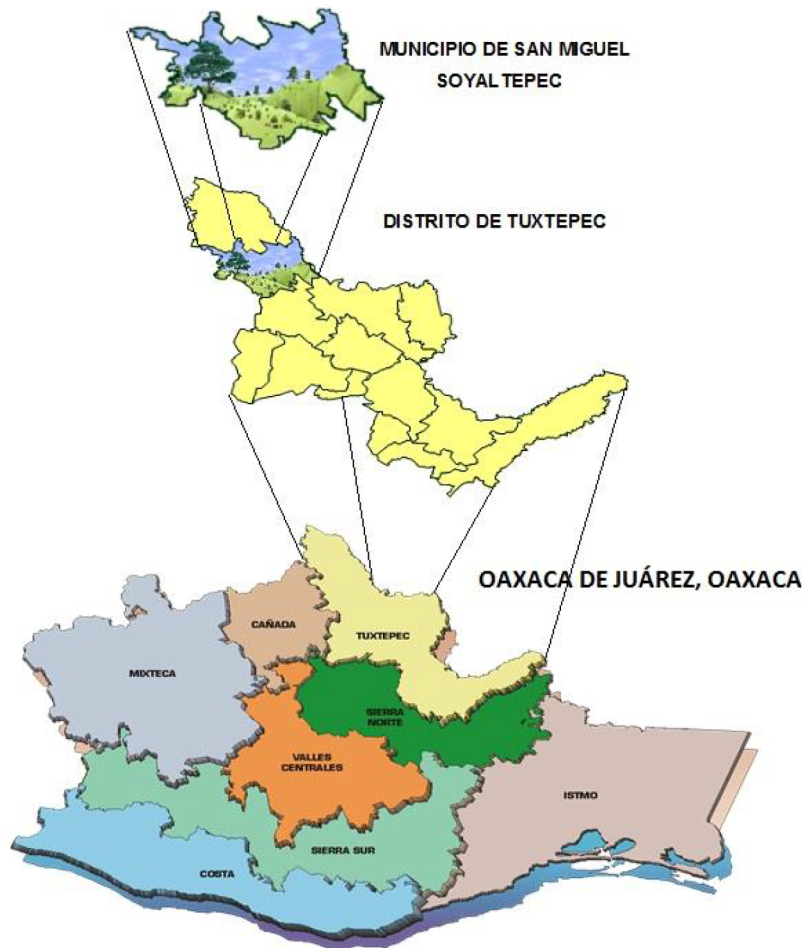 MUNICIPIO DE SAN MIGUEL
SOYALTEPEC
DISTRITO DE TUXTEPEC
OAXACA DE JUÁREZ, OAXACA
CAÑADA
TUXTEPEC
MIXTECA
SIERRA
NORTE
VALLES
CENTRALES
ISTMO
SIERRA SUR
COSTA